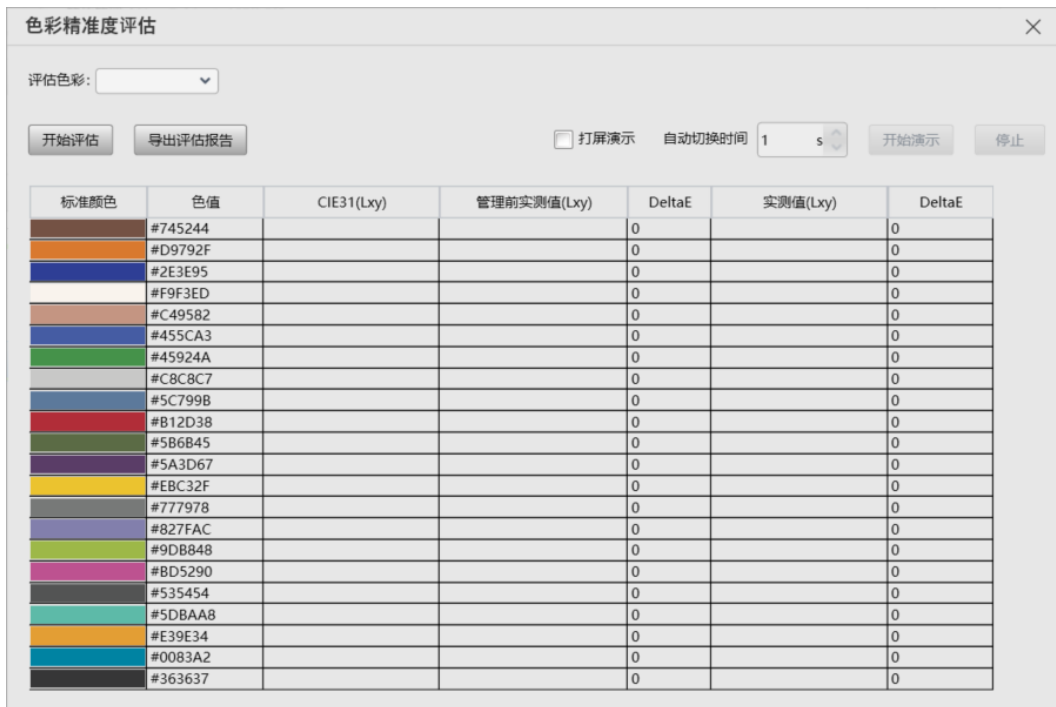 色彩精准度评估
评估色彩:
开始评估 导出评估报告 打屏演示 自动切换时间 1 s 开始演示 停止
标准颜色 色值 CIE31(Lxy) 管理前实测值(Lxy) DeltaE 实测值(Lxy) DeltaE
#745244 0 0
#D9792F 0 0
#2E3E95 0 0
#F9F3ED 0 0
#C49582 0 0
#455CA3 0 0
#45924A 0 0
#C8C8C7 0 0
#5C799B 0 0
#B12D38 0 0
#5B6B45 0 0
#5A3D67 0 0
#EBC32F 0 0
#777978 0 0
#827FAC 0 0
#9DB848 0 0
#BD5290 0 0
#535454 0 0
#5DBAA8 0 0
#E39E34 0 0
#0083A2 0 0
#363637 0 0